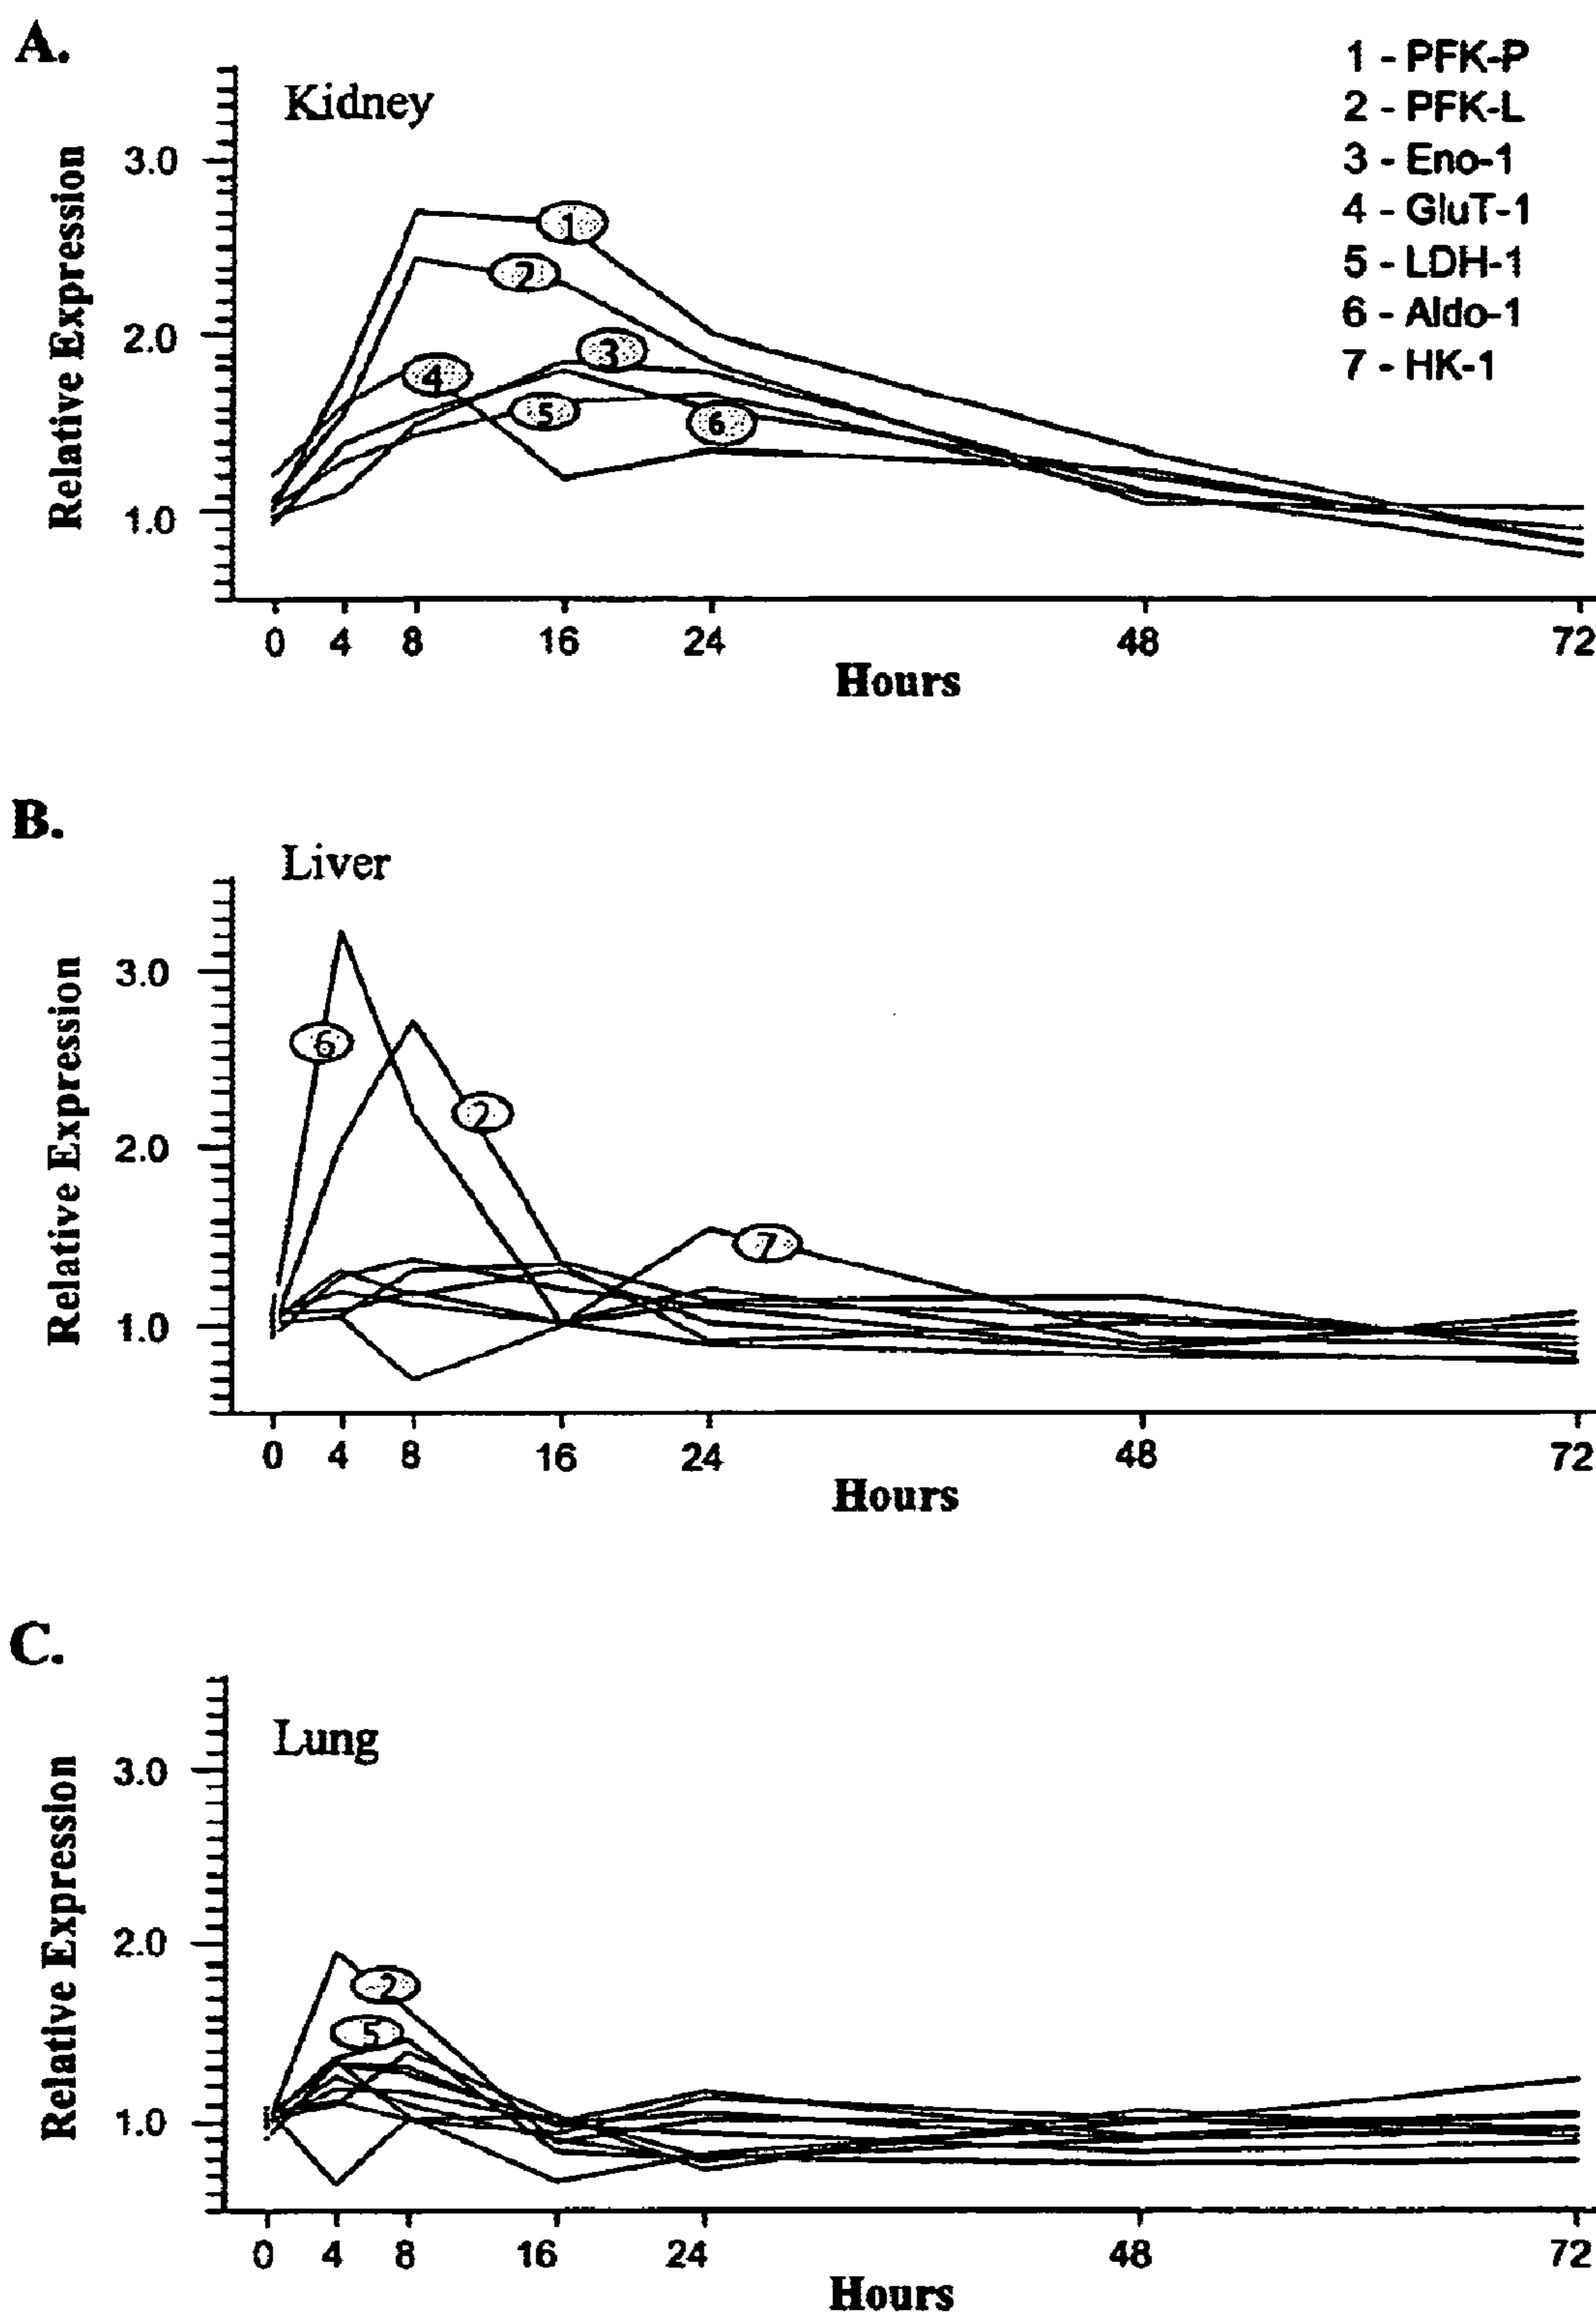 A.
Kidney
1 - PFK-P
2 - PFK-L
3 - Eno-1
4 - GluT-1
5 - LDH-1
6 - Aldo-1
7 - HK-1
Relative Expression
3.0
2.0
1.0
1
2
3
4
5
6
0 4 8 16 24 48 72
Hours
B.
Liver
Relative Expression
3.0
2.0
1.0
6
2
7
0 4 8 16 24 48 72
Hours
C.
Lung
Relative Expression
3.0
2.0
1.0
2
5
0 4 8 16 24 48 72
Hours